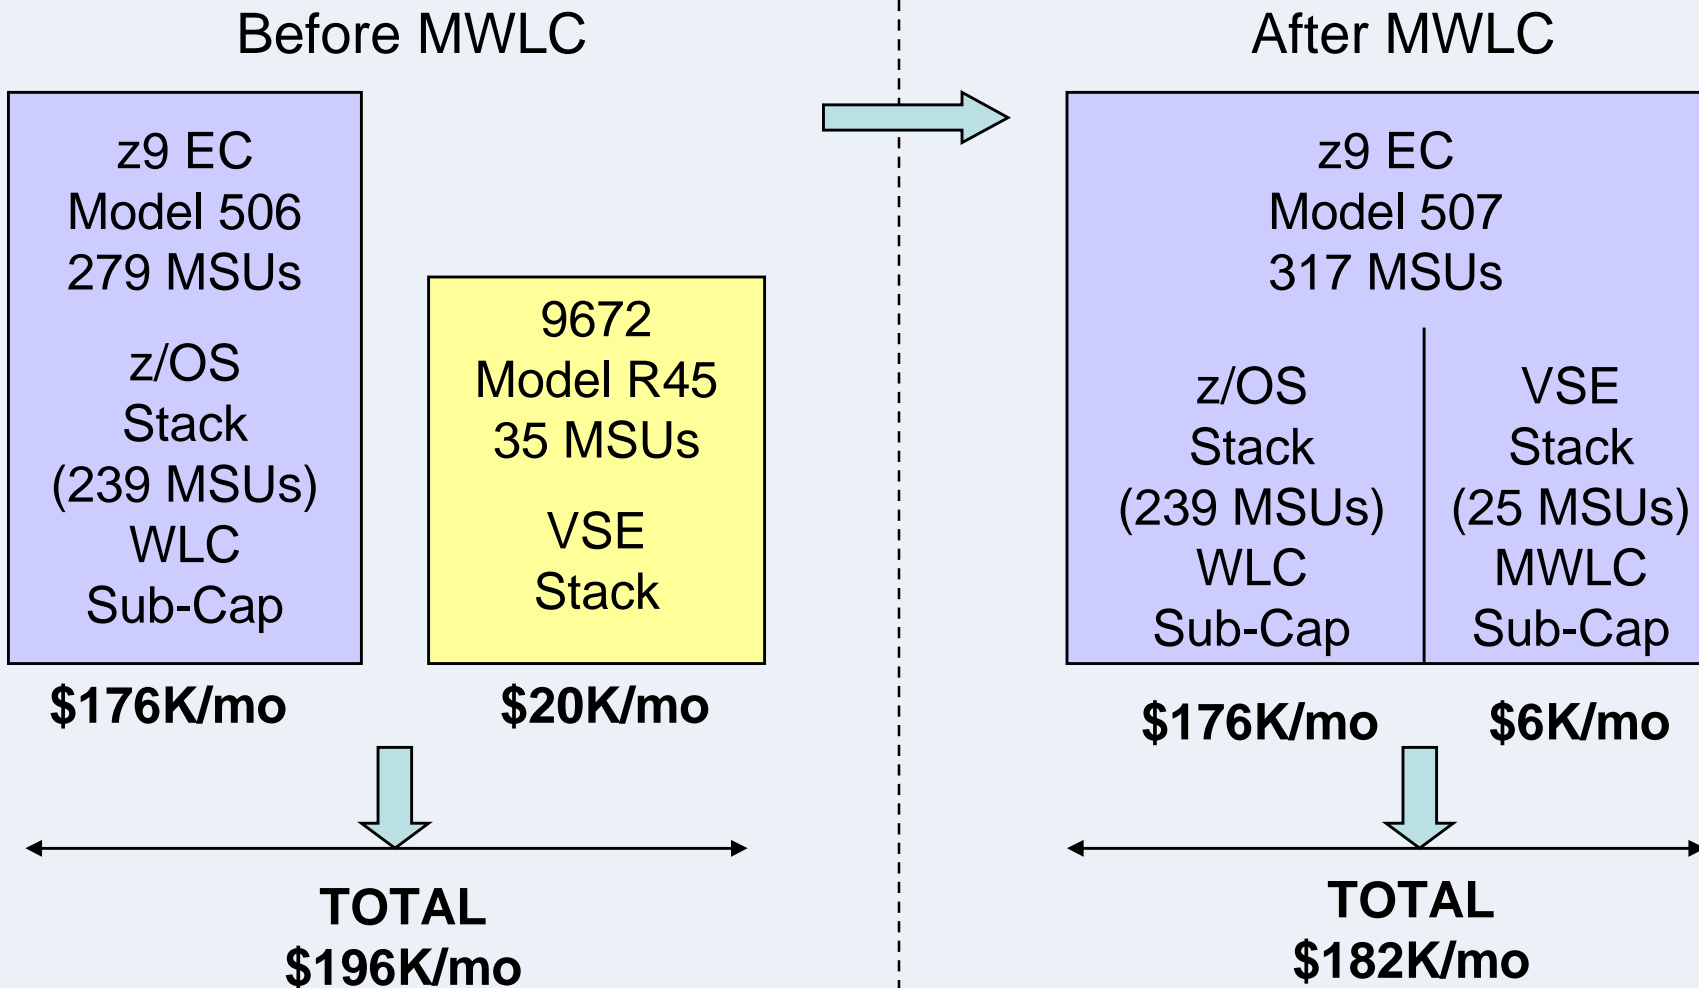 Before MWLC
z9 EC
Model 506
279 MSUs
z/OS
Stack
(239 MSUs)
WLC
Sub-Cap
$176K/mo
9672
Model R45
35 MSUs
VSE
Stack
$20K/mo
TOTAL
$196K/mo
After MWLC
z9 EC
Model 507
317 MSUs
z/OS
Stack
(239 MSUs)
WLC
Sub-Cap
$176K/mo
VSE
Stack
(25 MSUs)
MWLC
Sub-Cap
$6K/mo
TOTAL
$182K/mo